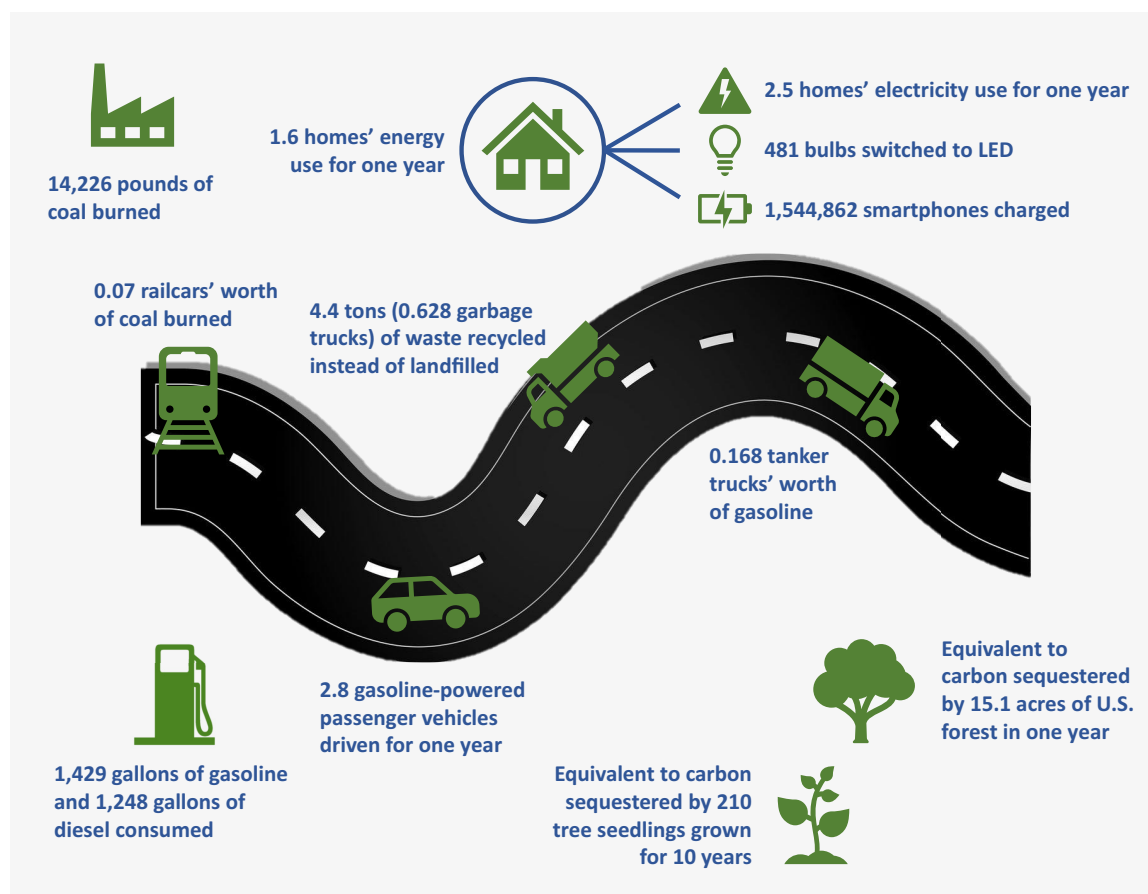 14,226 pounds of
coal burned
1.6 homes’ energy
use for one year
2.5 homes’ electricity use for one year
481 bulbs switched to LED
1,544,862 smartphones charged
0.07 railcars’ worth
of coal burned
4.4 tons (0.628 garbage
trucks) of waste recycled
instead of landfilled
0.168 tanker
trucks’ worth
of gasoline
2.8 gasoline-powered
passenger vehicles
driven for one year
1,429 gallons of gasoline
and 1,248 gallons of
diesel consumed
Equivalent to
carbon sequestered
by 15.1 acres of U.S.
forest in one year
Equivalent to carbon
sequestered by 210
tree seedlings grown
for 10 years